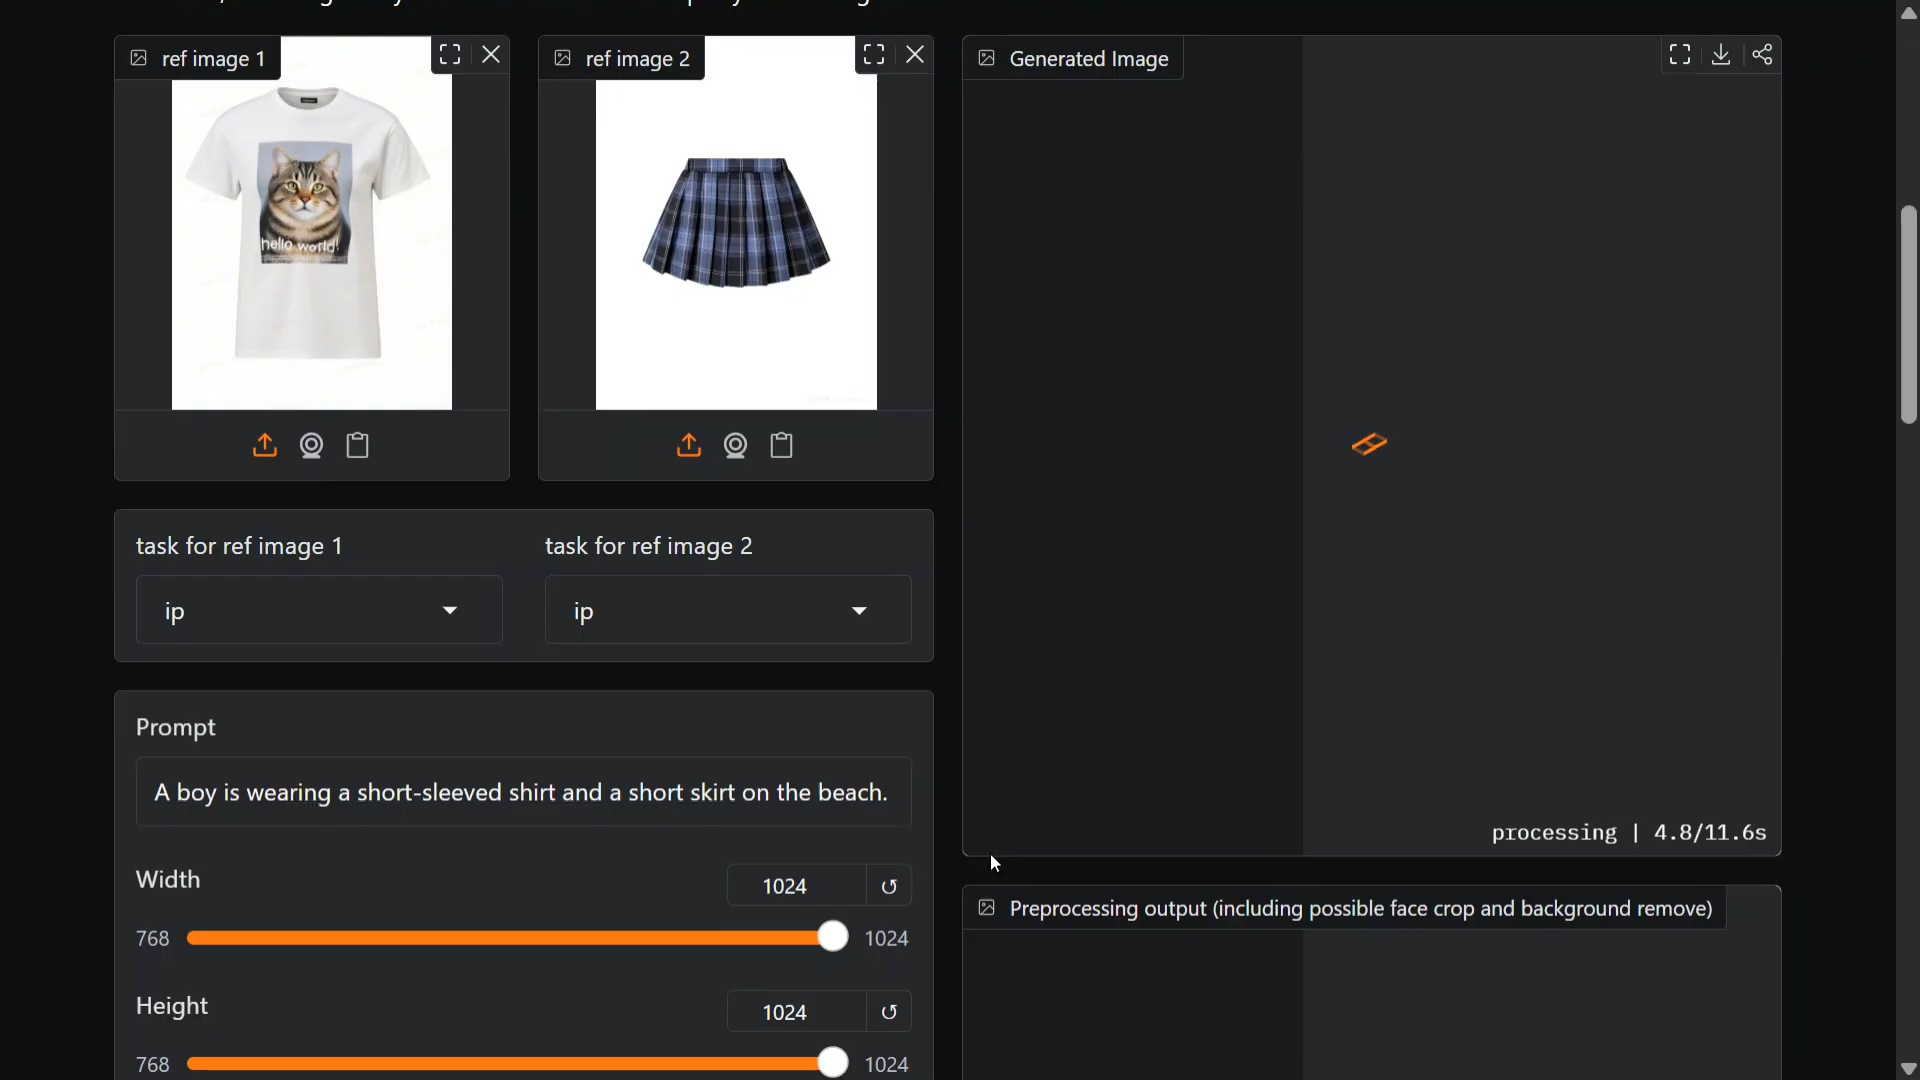 ref image 1
ref image 2
Generated Image
hello world!
task for ref image 1
task for ref image 2
ip
ip
Prompt
A boy is wearing a short-sleeved shirt and a short skirt on the beach.
processing | 4.8/11.6s
Width
1024
768
1024
Preprocessing output (including possible face crop and background remove)
Height
1024
768
1024